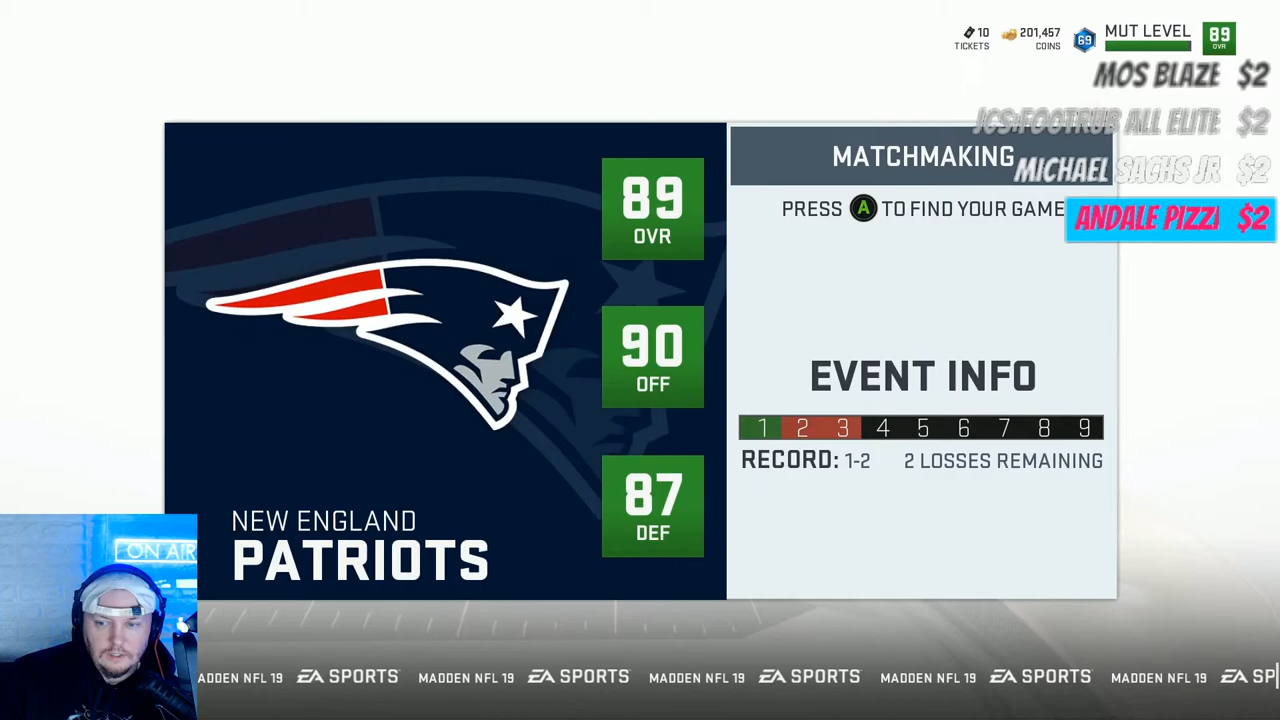 10
TICKETS
201,457
COINS
69
MUT LEVEL
89
OVR
MOS BLAZE $2
JCS:FOOTRUB ALL ELITE $2
MICHAEL SACHS JR $2
ANDALE PIZZ $2
MATCHMAKING
PRESS A TO FIND YOUR GAME
89
OVR
90
OFF
87
DEF
EVENT INFO
1 2 3 4 5 6 7 8 9
RECORD: 1-2 2 LOSSES REMAINING
NEW ENGLAND
PATRIOTS
ON AIR
ADDEN NFL 19 EA SPORTS MADDEN NFL 19 EA SPORTS MADDEN NFL 19 EA SPORTS MADDEN NFL 19 EA SPORTS MADDEN NFL 19 EA SP